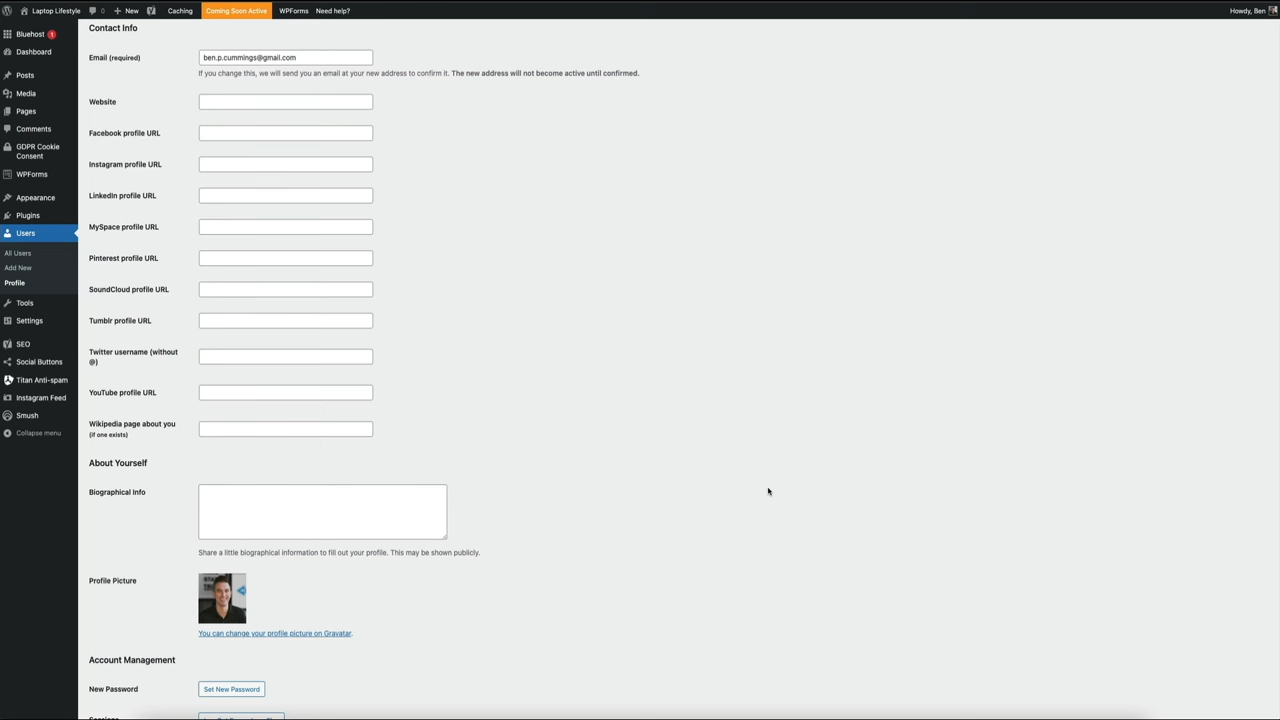 Laptop Lifestyle 0 New Caching Coming Soon Active WPForms Need help? Howdy, Ben
Bluehost 1
Dashboard
Posts
Media
Pages
Comments
GDPR Cookie
Consent
WPForms
Appearance
Plugins
Users
All Users
Add New
Profile
Tools
Settings
SEO
Social Buttons
Titan Anti-spam
Instagram Feed
Smush
Collapse menu
Contact Info
Email (required) ben.p.cummings@gmail.com
If you change this, we will send you an email at your new address to confirm it. The new address will not become active until confirmed.
Website
Facebook profile URL
Instagram profile URL
LinkedIn profile URL
MySpace profile URL
Pinterest profile URL
SoundCloud profile URL
Tumblr profile URL
Twitter username (without
@)
YouTube profile URL
Wikipedia page about you
(if one exists)
About Yourself
Biographical Info
Share a little biographical information to fill out your profile. This may be shown publicly.
Profile Picture
You can change your profile picture on Gravatar.
Account Management
New Password Set New Password